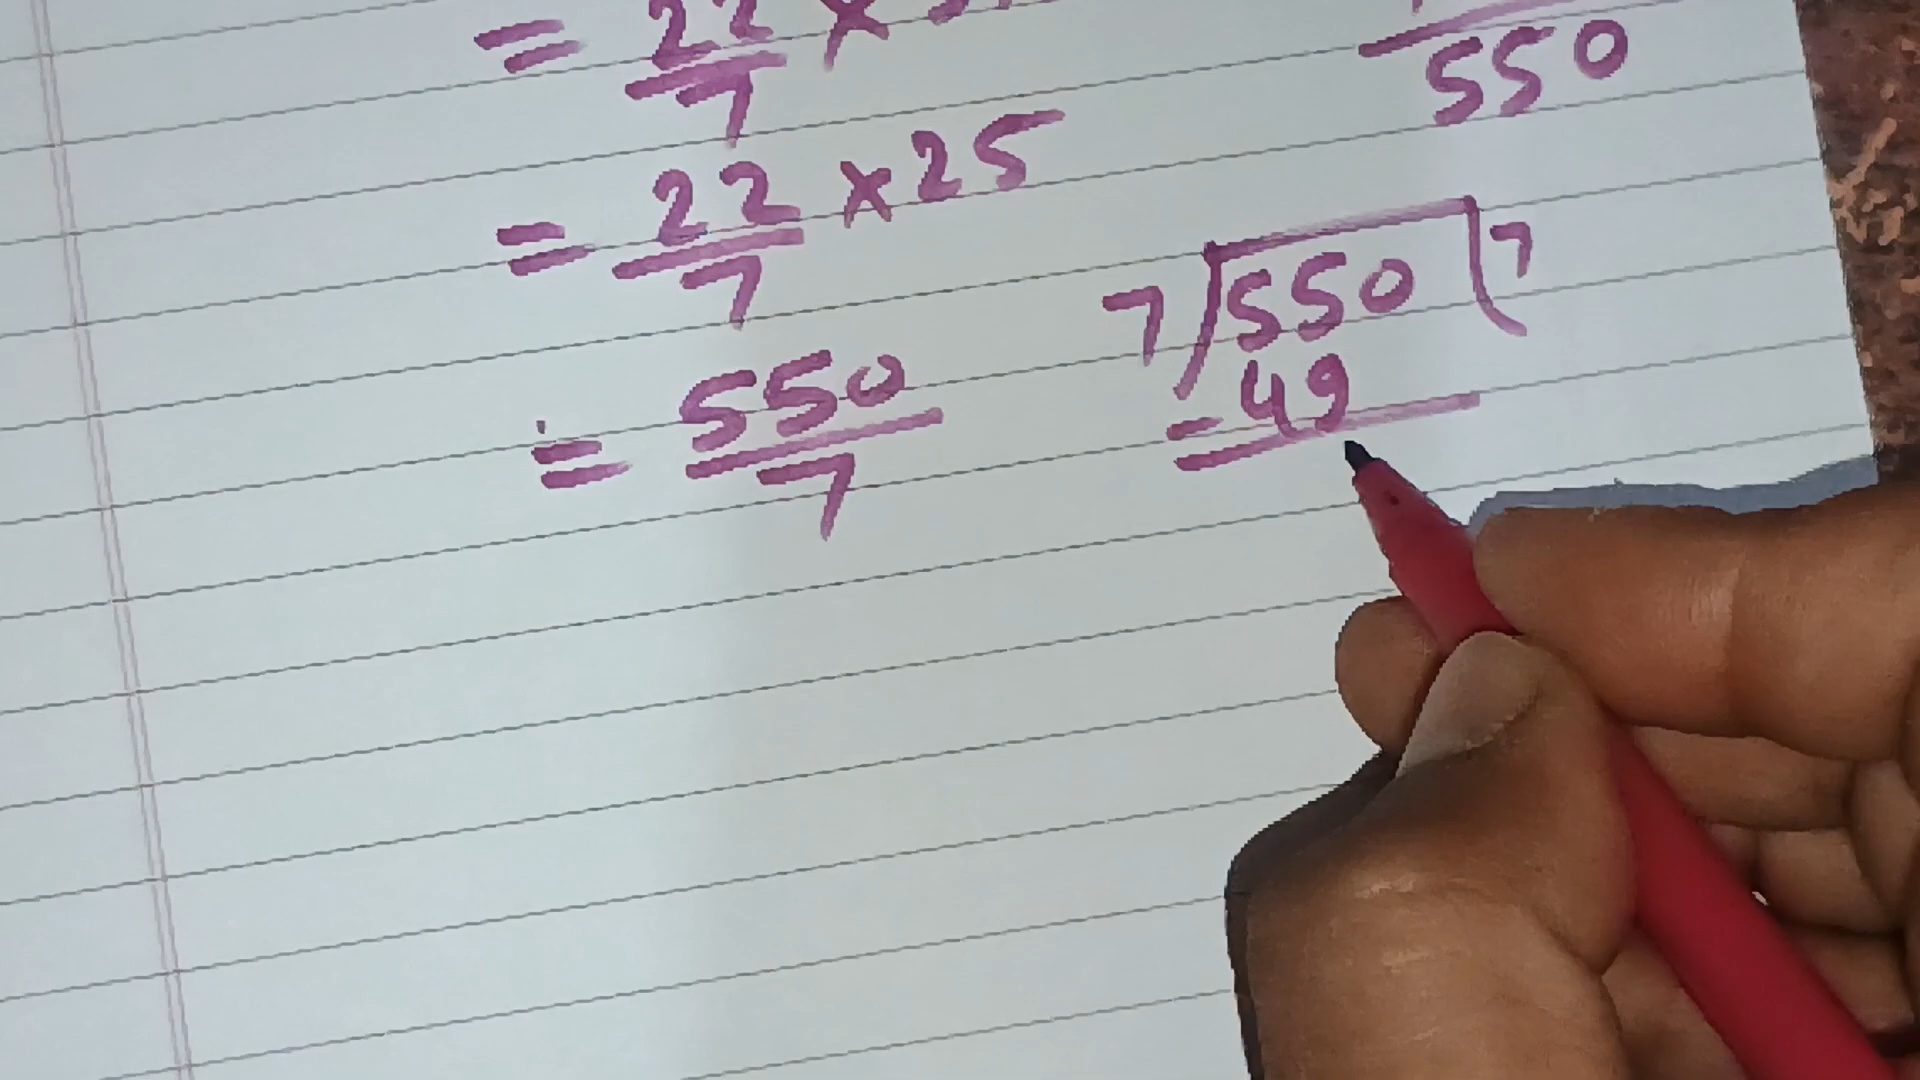 = 22/7 ×
550
= 22/7 × 25
= 550/7
7 ) 550 ( 7
- 49